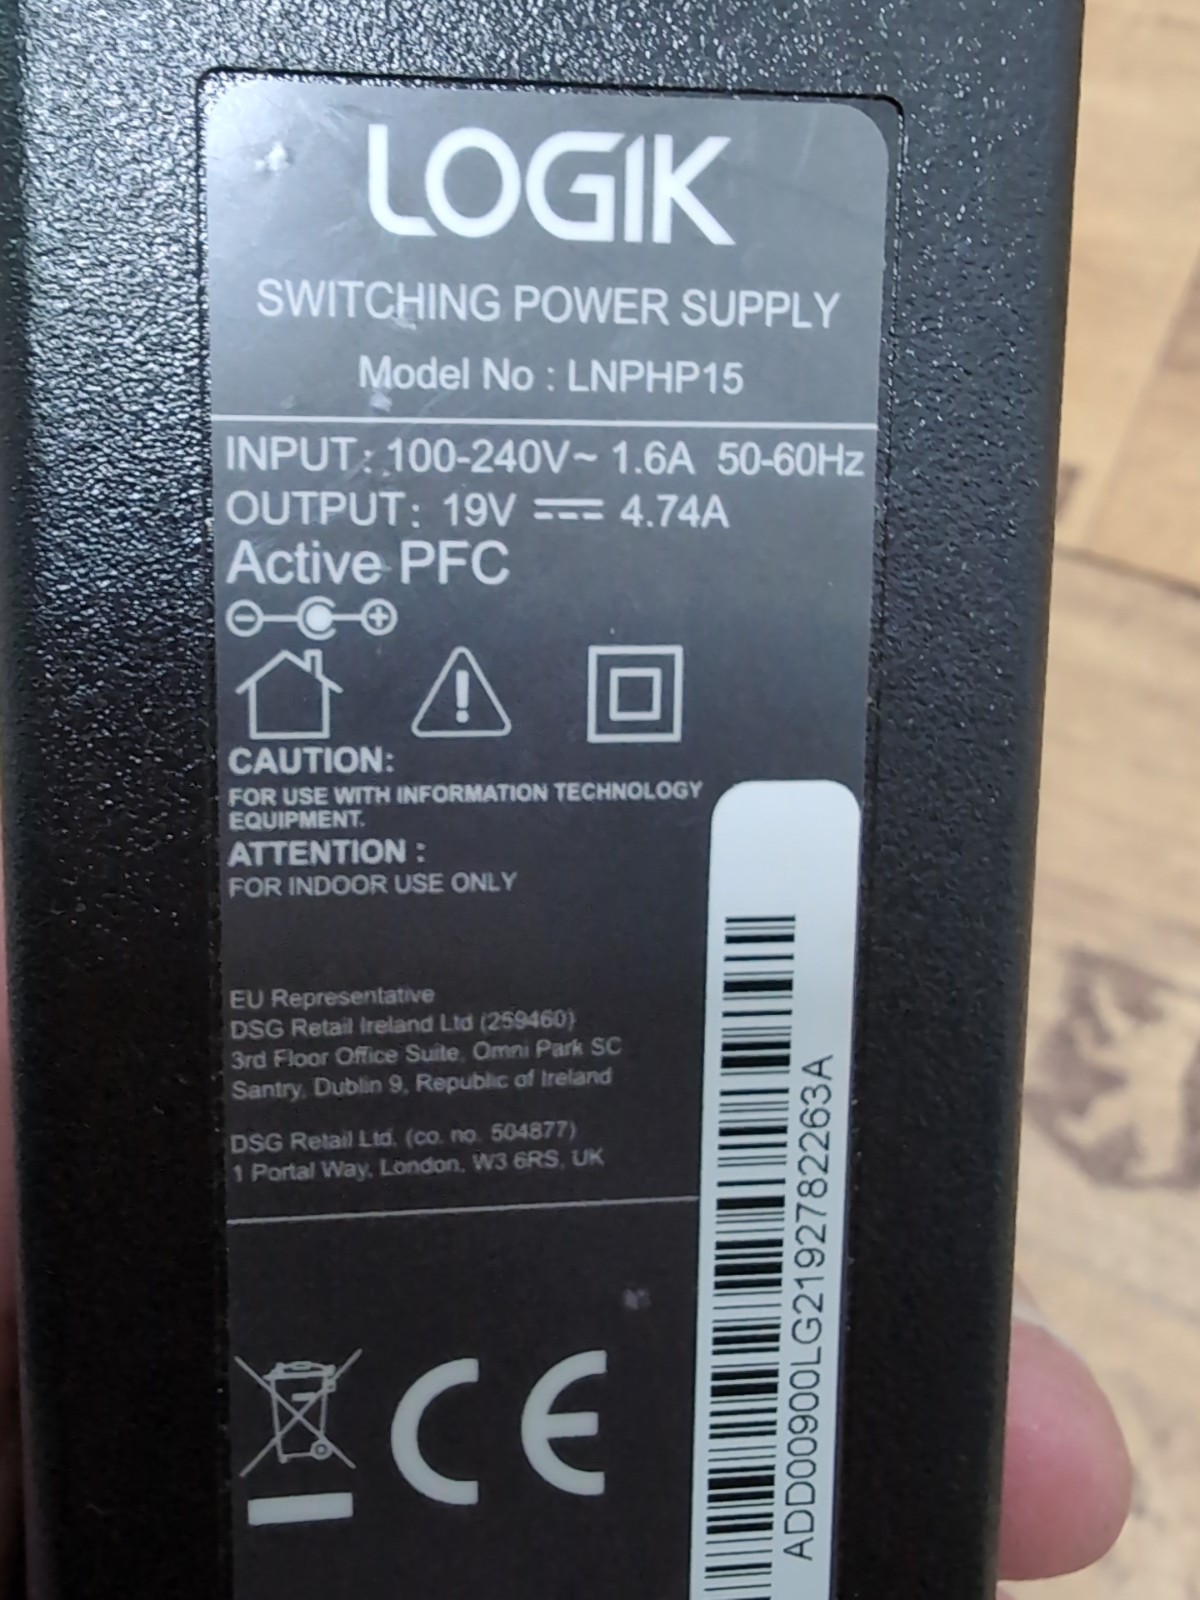 LOGIK
SWITCHING POWER SUPPLY
Model No : LNPHP15
INPUT: 100-240V~ 1.6A 50-60Hz
OUTPUT: 19V ⎓ 4.74A
Active PFC
CAUTION:
FOR USE WITH INFORMATION TECHNOLOGY
EQUIPMENT.
ATTENTION :
FOR INDOOR USE ONLY
EU Representative
DSG Retail Ireland Ltd (259460)
3rd Floor Office Suite, Omni Park SC
Santry, Dublin 9, Republic of Ireland
DSG Retail Ltd. (co. no. 504877)
1 Portal Way, London, W3 6RS, UK
CE
ADD00900LG2192782263A